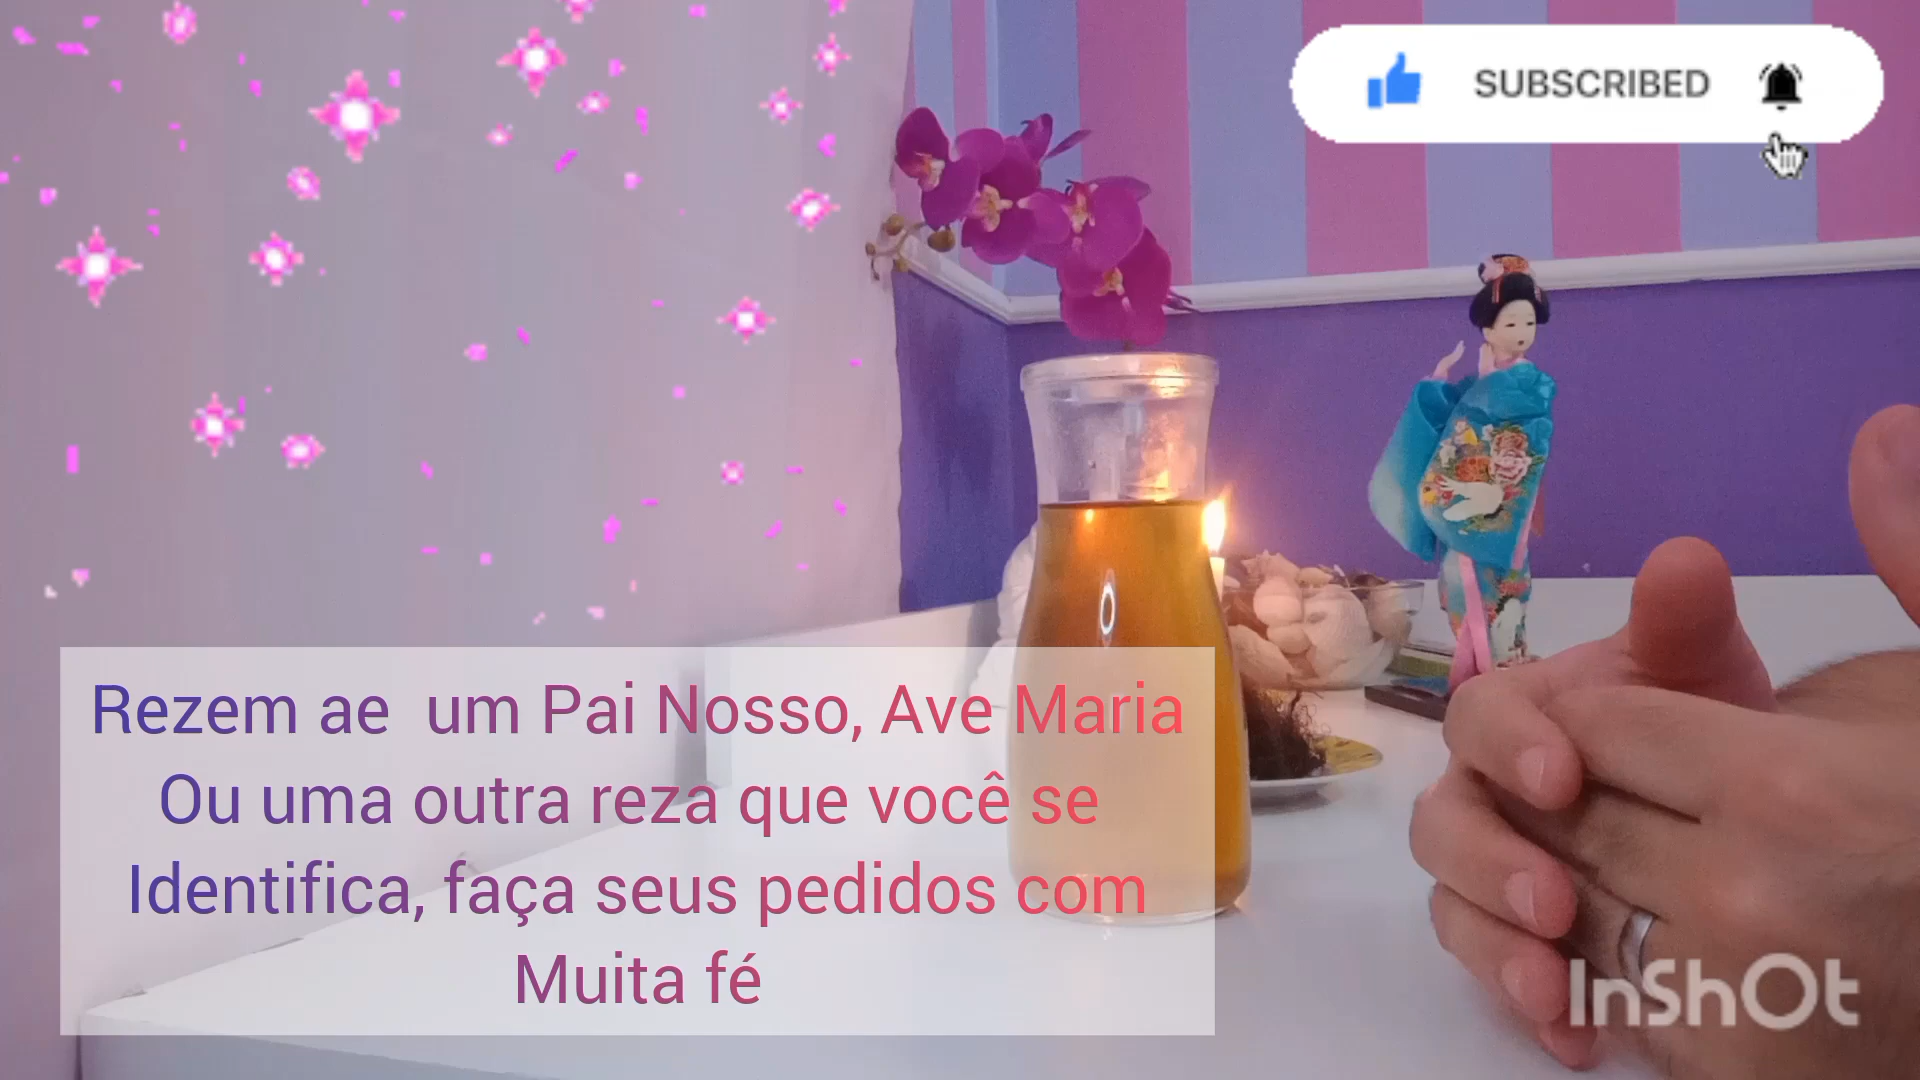 SUBSCRIBED
Rezem ae um Pai Nosso, Ave Maria
Ou uma outra reza que você se
Identifica, faça seus pedidos com
Muita fé
InShOt